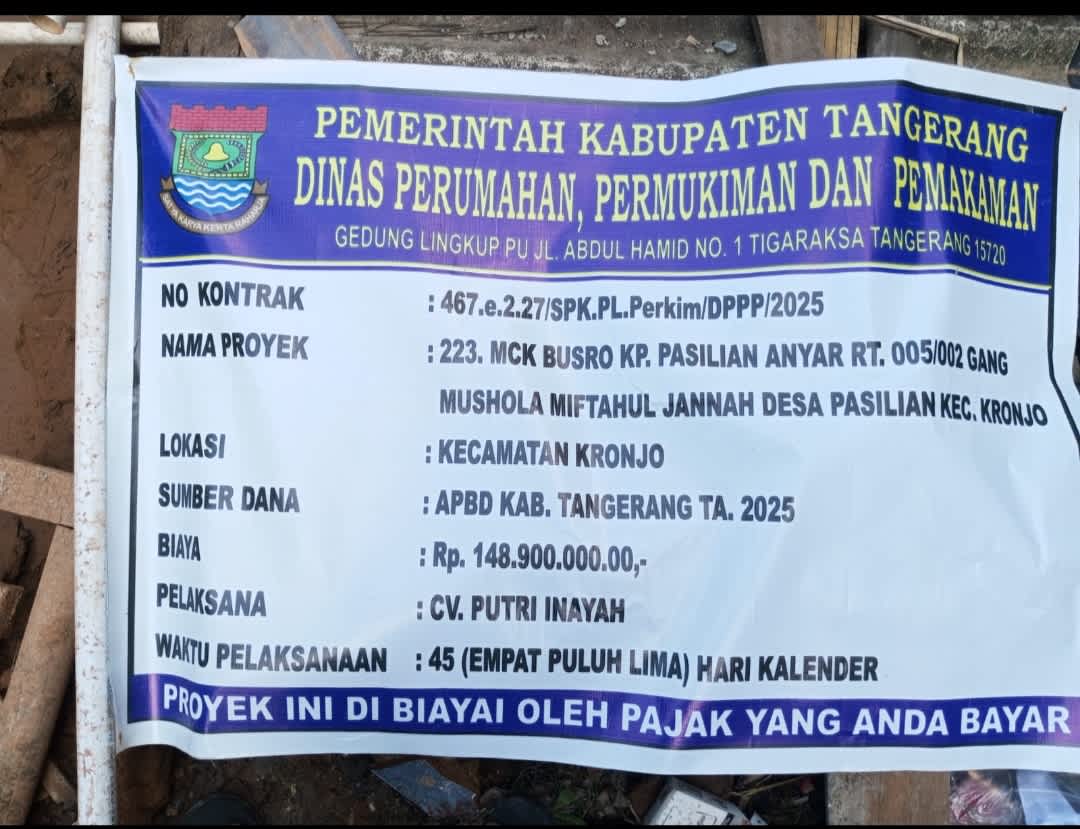 PEMERINTAH KABUPATEN TANGERANG
DINAS PERUMAHAN, PERMUKIMAN DAN PEMAKAMAN
GEDUNG LINGKUP PU JL. ABDUL HAMID NO. 1 TIGARAKSA TANGERANG 15720
SATYA KARYA KERTA RAHARJA
NO KONTRAK : 467.e.2.27/SPK.PL.Perkim/DPPP/2025
NAMA PROYEK : 223. MCK BUSRO KP. PASILIAN ANYAR RT. 005/002 GANG
MUSHOLA MIFTAHUL JANNAH DESA PASILIAN KEC. KRONJO
LOKASI : KECAMATAN KRONJO
SUMBER DANA : APBD KAB. TANGERANG TA. 2025
BIAYA : Rp. 148.900.000.00,-
PELAKSANA : CV. PUTRI INAYAH
WAKTU PELAKSANAAN : 45 (EMPAT PULUH LIMA) HARI KALENDER
PROYEK INI DI BIAYAI OLEH PAJAK YANG ANDA BAYAR